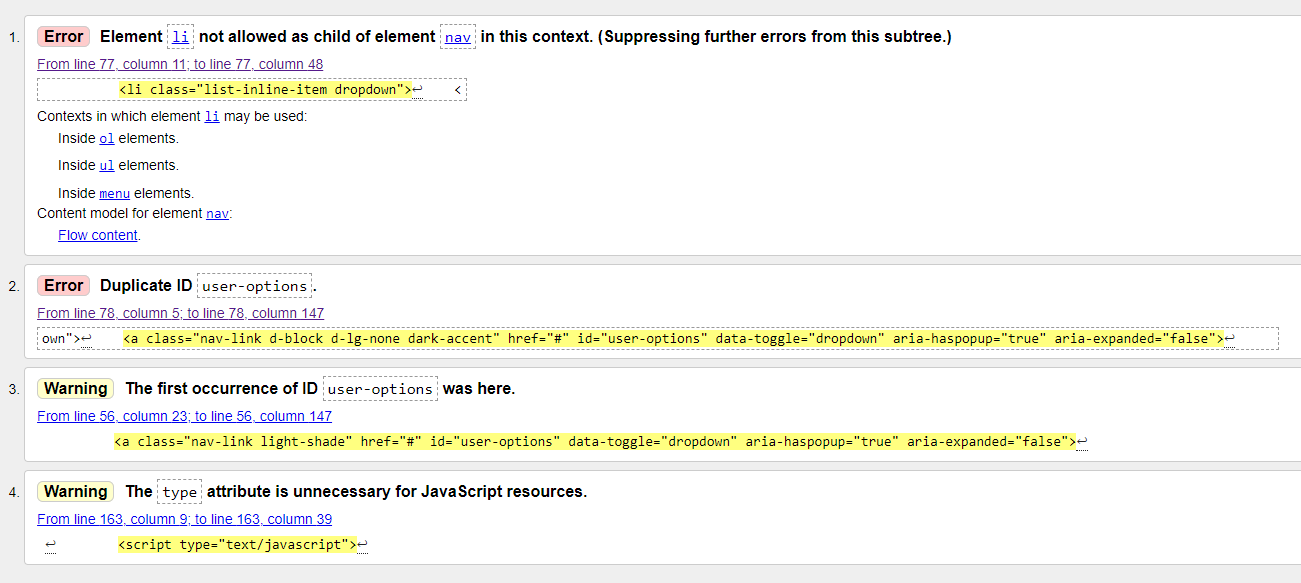 1. Error Element li not allowed as child of element nav in this context. (Suppressing further errors from this subtree.)
From line 77, column 11; to line 77, column 48
<li class="list-inline-item dropdown">↩ <
Contexts in which element li may be used:
Inside ol elements.
Inside ul elements.
Inside menu elements.
Content model for element nav:
Flow content.
2. Error Duplicate ID user-options.
From line 78, column 5; to line 78, column 147
own">↩ <a class="nav-link d-block d-lg-none dark-accent" href="#" id="user-options" data-toggle="dropdown" aria-haspopup="true" aria-expanded="false">↩
3. Warning The first occurrence of ID user-options was here.
From line 56, column 23; to line 56, column 147
<a class="nav-link light-shade" href="#" id="user-options" data-toggle="dropdown" aria-haspopup="true" aria-expanded="false">↩
4. Warning The type attribute is unnecessary for JavaScript resources.
From line 163, column 9; to line 163, column 39
↩ <script type="text/javascript">↩